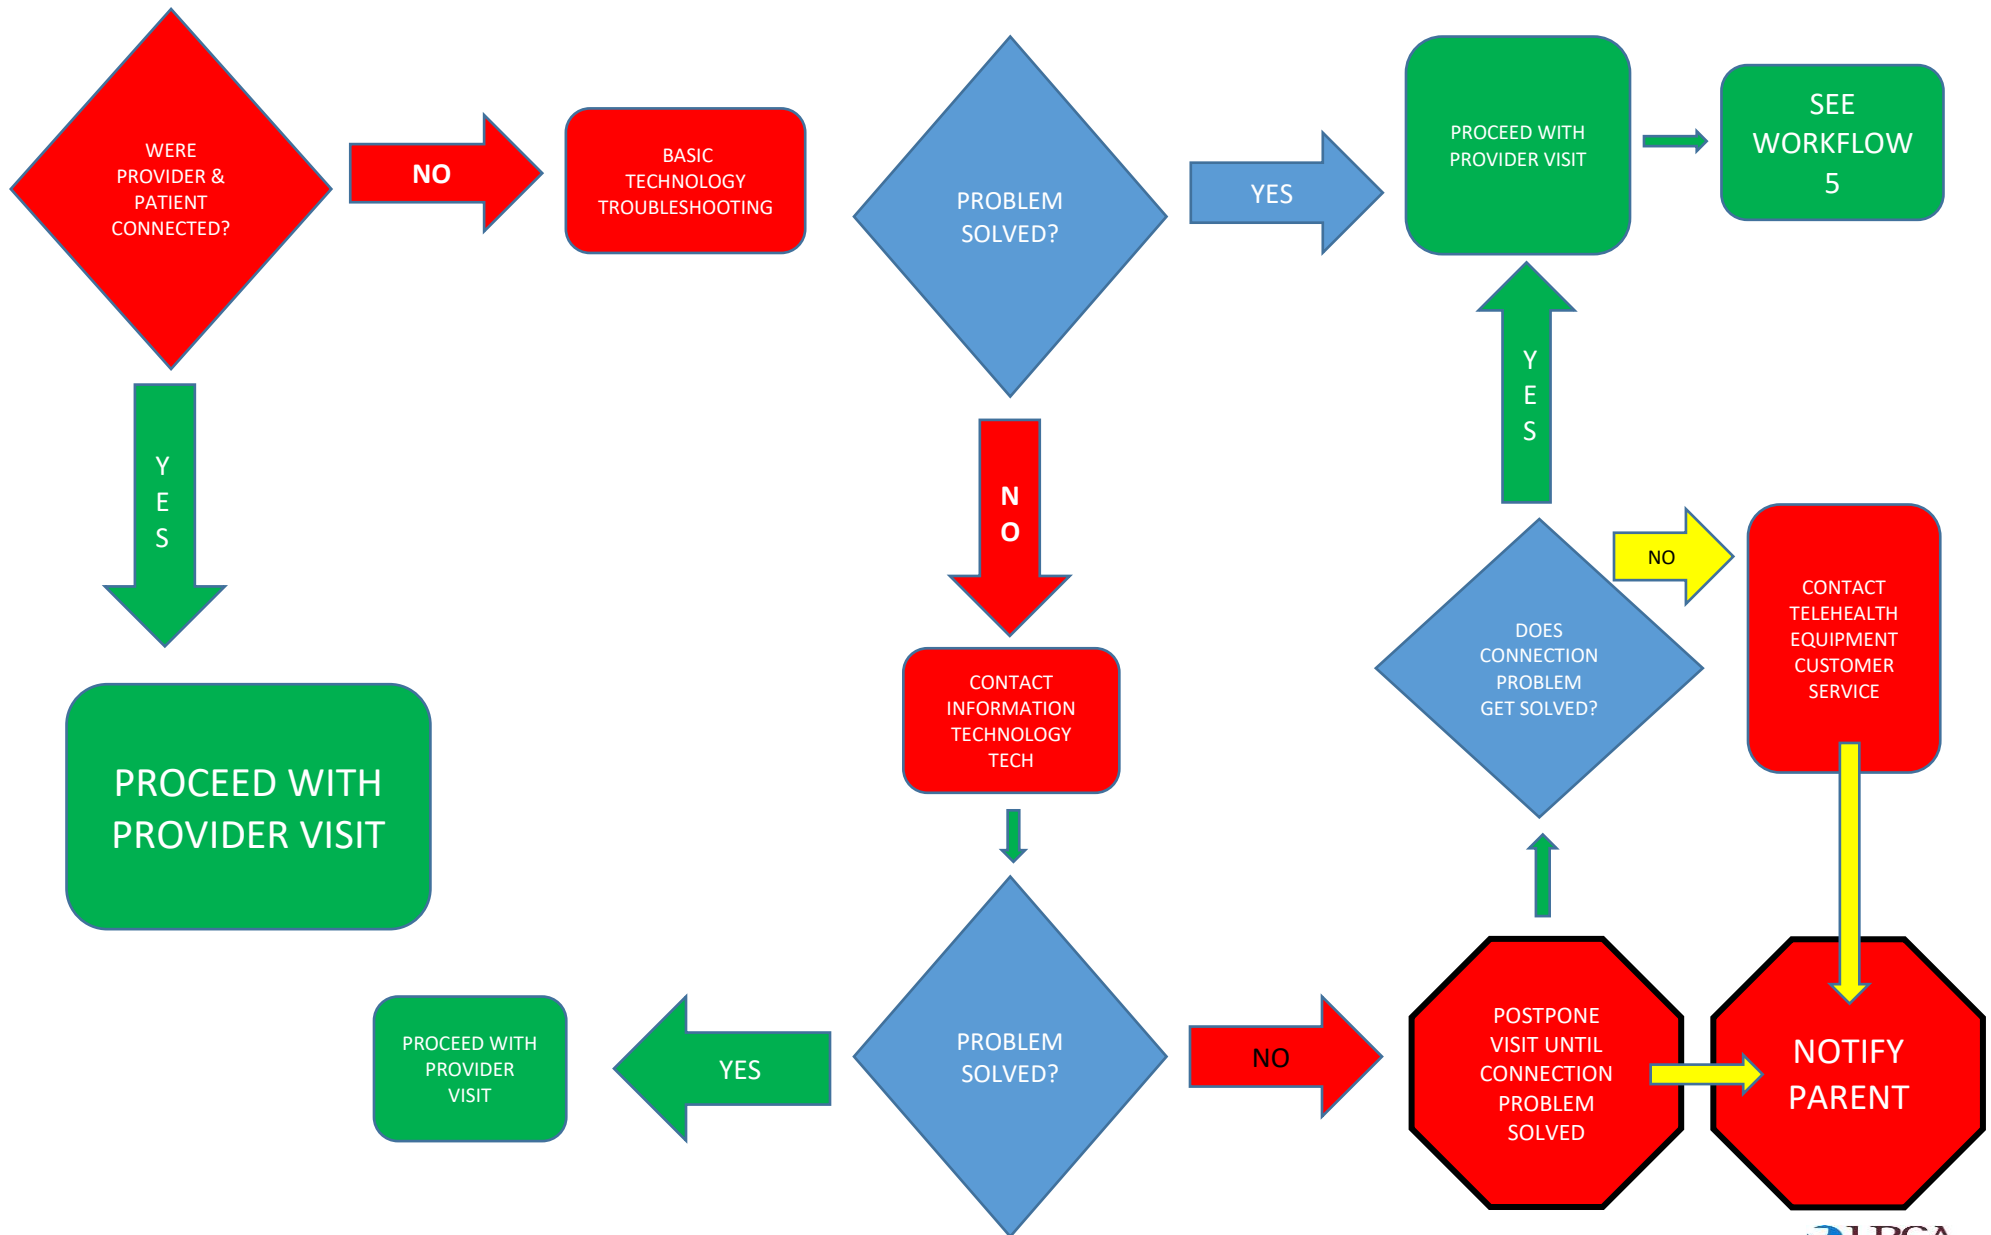 WERE
PROVIDER &
PATIENT
CONNECTED?
NO
BASIC
TECHNOLOGY
TROUBLESHOOTING
PROBLEM
SOLVED?
YES
PROCEED WITH
PROVIDER VISIT
SEE
WORKFLOW
5
Y
E
S
PROCEED WITH
PROVIDER VISIT
N
O
CONTACT
INFORMATION
TECHNOLOGY
TECH
Y
E
S
DOES
CONNECTION
PROBLEM
GET SOLVED?
NO
CONTACT
TELEHEALTH
EQUIPMENT
CUSTOMER
SERVICE
PROCEED WITH
PROVIDER
VISIT
YES
PROBLEM
SOLVED?
NO
POSTPONE
VISIT UNTIL
CONNECTION
PROBLEM
SOLVED
NOTIFY
PARENT